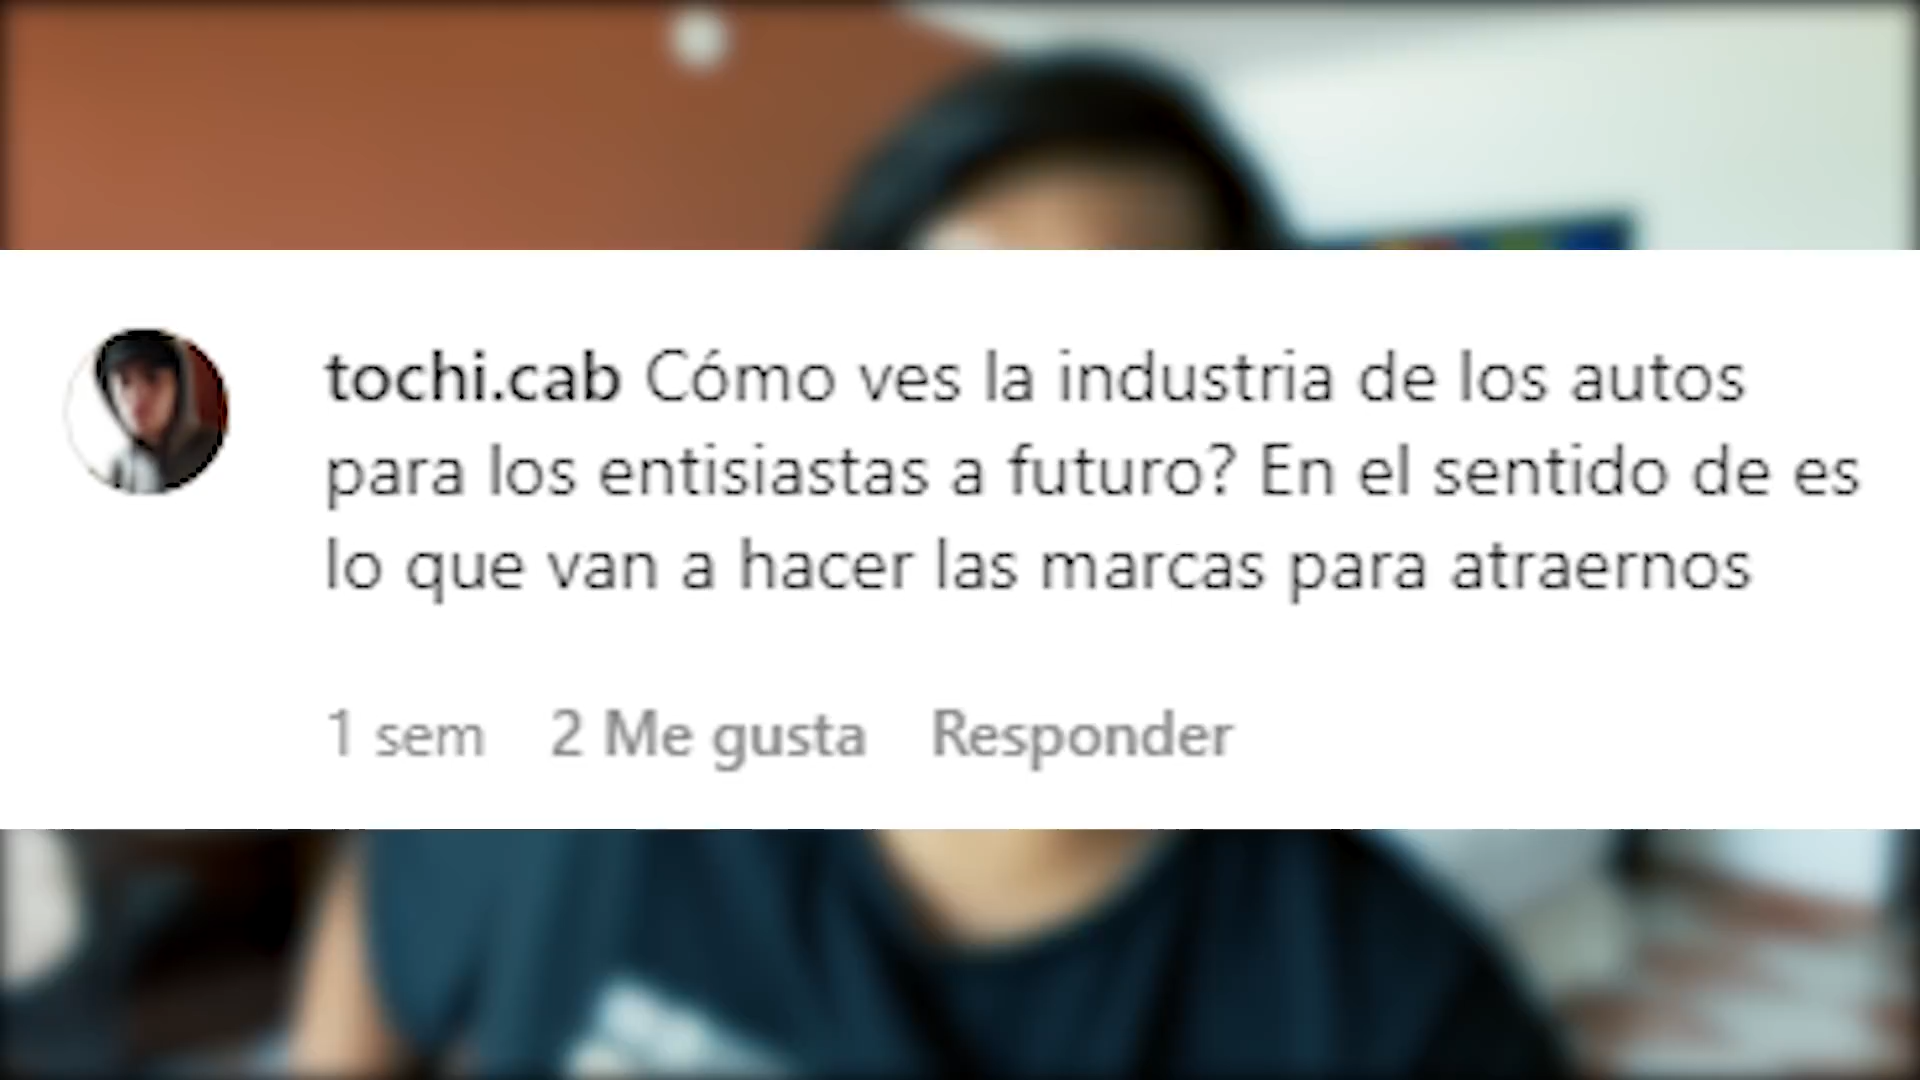 tochi.cab Cómo ves la industria de los autos
para los entisiastas a futuro? En el sentido de es
lo que van a hacer las marcas para atraernos
1 sem 2 Me gusta Responder